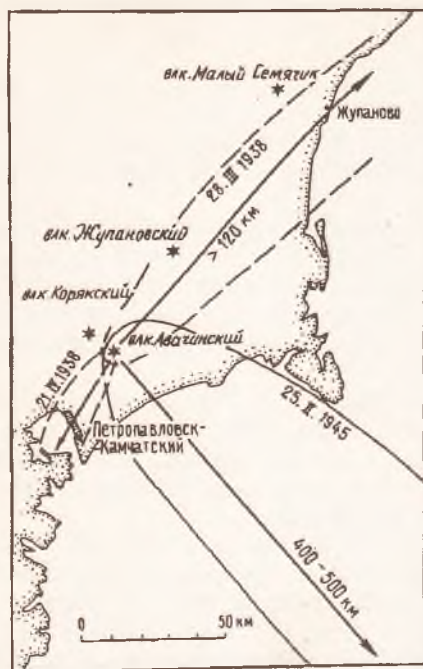 влк. Малый Семячик
Жупаново
28. III 1938
> 120 км
влк. Жупановский
влк Корякский
влк. Авачинский
21. IV. 1938
25. II 1945
Петропавловск-
Камчатский
400 - 500 км
0 50 км